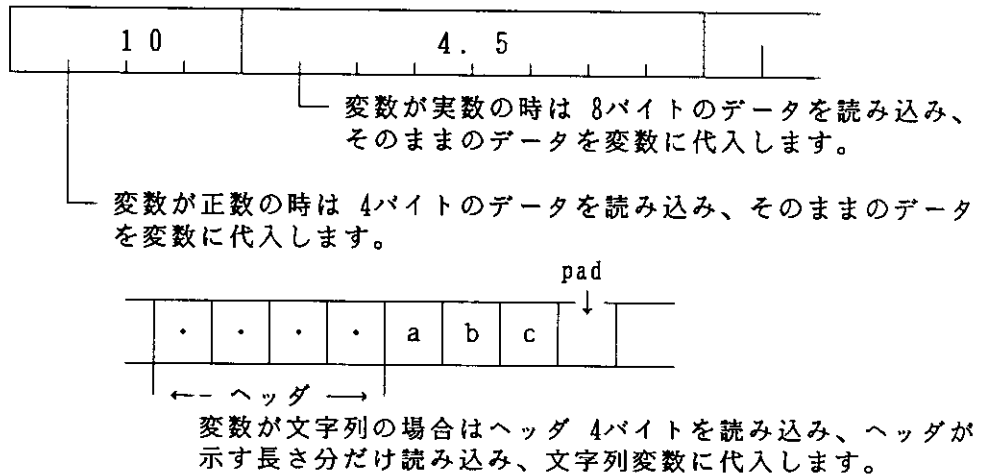 10 4.5
変数が実数の時は 8バイトのデータを読み込み、
そのままのデータを変数に代入します。
変数が正数の時は 4バイトのデータを読み込み、そのままのデータ
を変数に代入します。
pad
・ ・ ・ ・ a b c
←-- ヘッダ ―→
変数が文字列の場合はヘッダ 4バイトを読み込み、ヘッダが
示す長さ分だけ読み込み、文字列変数に代入します。